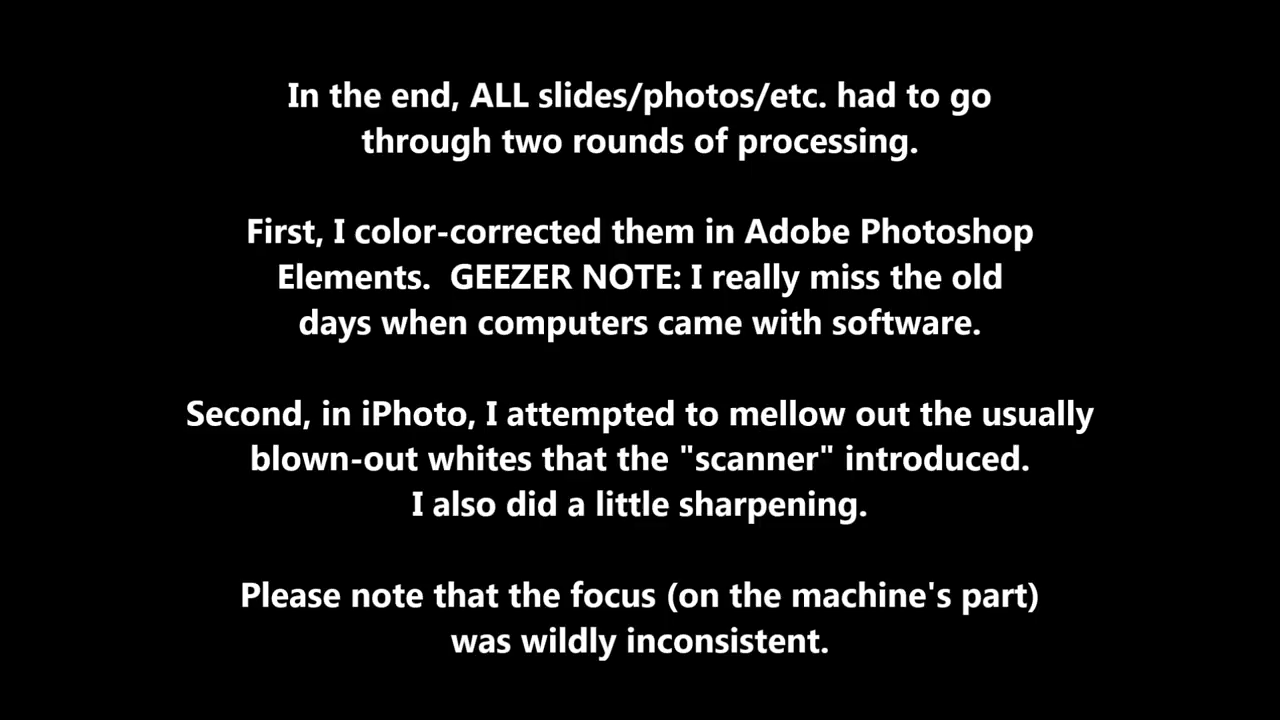 In the end, ALL slides/photos/etc. had to go
through two rounds of processing.
First, I color-corrected them in Adobe Photoshop
Elements.  GEEZER NOTE: I really miss the old
days when computers came with software.
Second, in iPhoto, I attempted to mellow out the usually
blown-out whites that the "scanner" introduced.
I also did a little sharpening.
Please note that the focus (on the machine's part)
was wildly inconsistent.